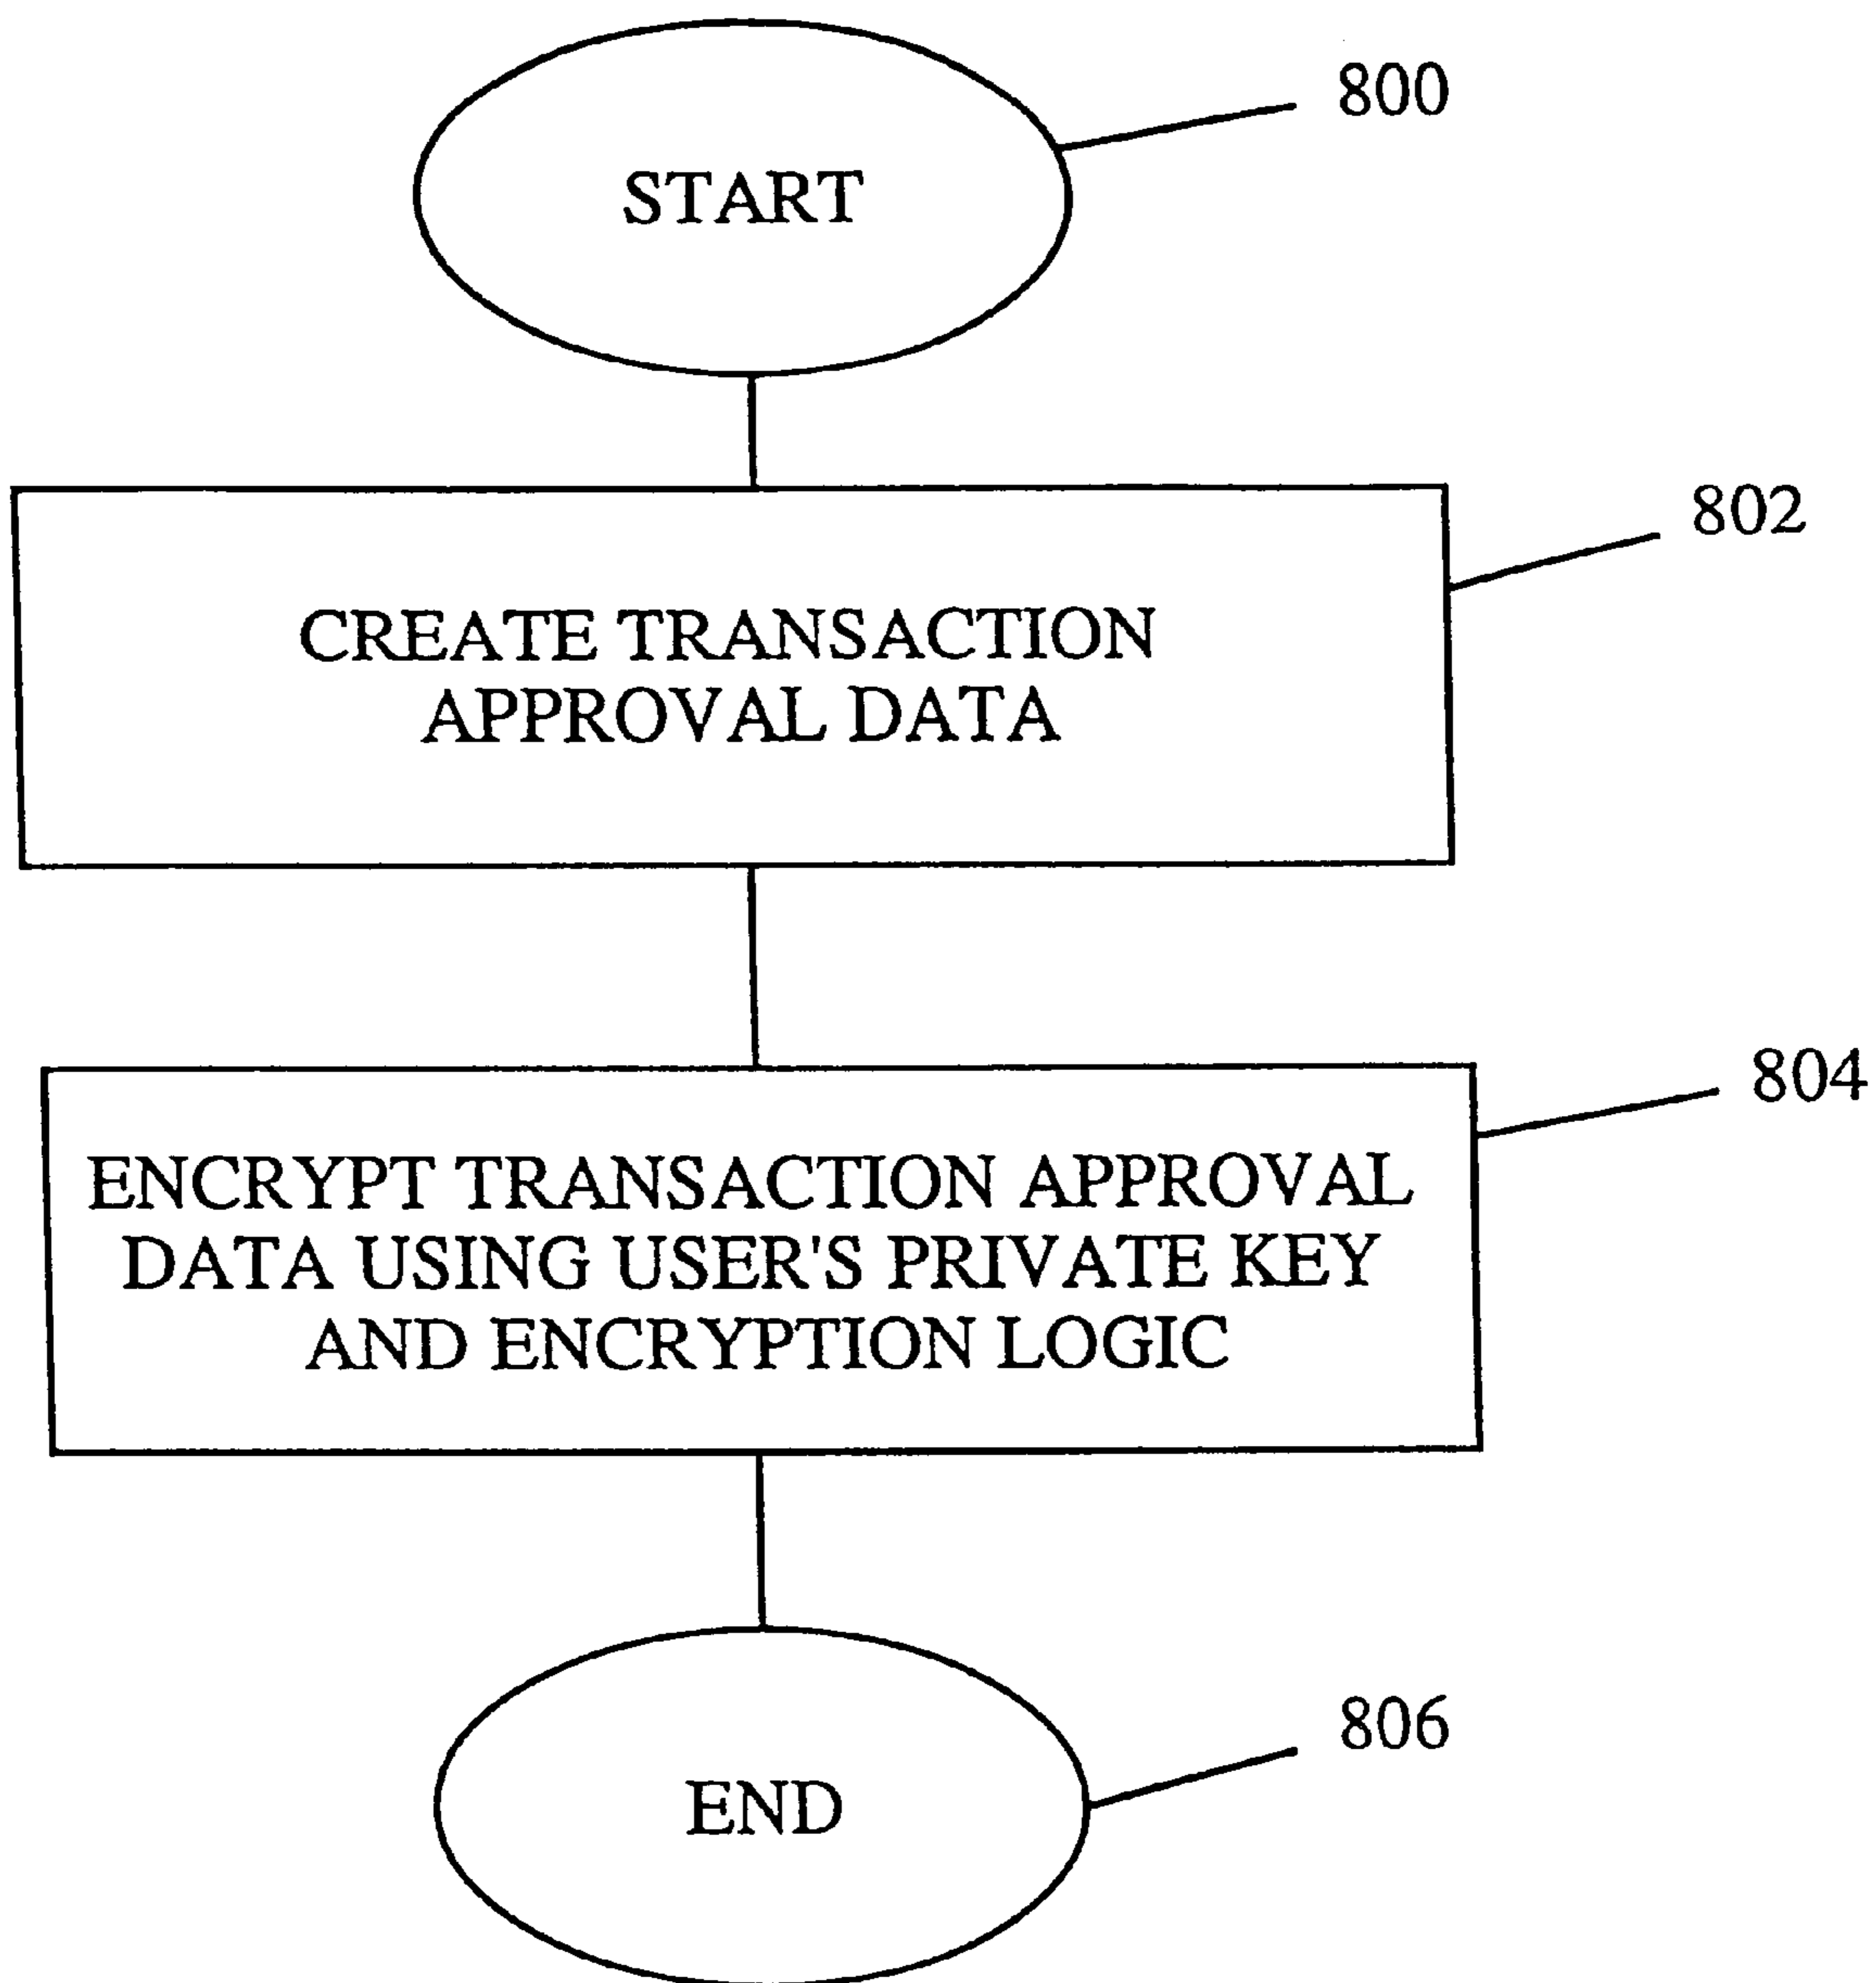 800
START
802
CREATE TRANSACTION
APPROVAL DATA
804
ENCRYPT TRANSACTION APPROVAL
DATA USING USER'S PRIVATE KEY
AND ENCRYPTION LOGIC
806
END